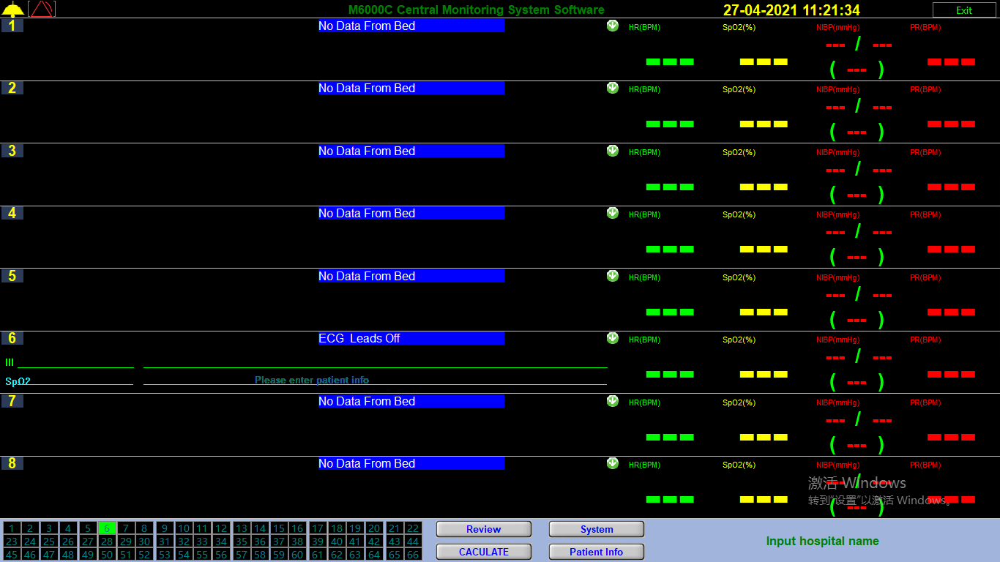 M6000C Central Monitoring System Software 27-04-2021 11:21:34 Exit
1 No Data From Bed HR(BPM) SpO2(%) NIBP(mmHg) PR(BPM)
--- --- --- / --- ---
( --- )
2 No Data From Bed HR(BPM) SpO2(%) NIBP(mmHg) PR(BPM)
--- --- --- / --- ---
( --- )
3 No Data From Bed HR(BPM) SpO2(%) NIBP(mmHg) PR(BPM)
--- --- --- / --- ---
( --- )
4 No Data From Bed HR(BPM) SpO2(%) NIBP(mmHg) PR(BPM)
--- --- --- / --- ---
( --- )
5 No Data From Bed HR(BPM) SpO2(%) NIBP(mmHg) PR(BPM)
--- --- --- / --- ---
( --- )
6 ECG Leads Off HR(BPM) SpO2(%) NIBP(mmHg) PR(BPM)
III --- --- --- / --- ---
SpO2 Please enter patient info ( --- )
7 No Data From Bed HR(BPM) SpO2(%) NIBP(mmHg) PR(BPM)
--- --- --- / --- ---
( --- )
8 No Data From Bed HR(BPM) SpO2(%) NIBP(mmHg) PR(BPM)
--- --- --- / --- ---
( --- )
激活 Windows
转到“设置”以激活 Windows。
1 2 3 4 5 6 7 8 9 10 11 12 13 14 15 16 17 18 19 20 21 22 Review System
23 24 25 26 27 28 29 30 31 32 33 34 35 36 37 38 39 40 41 42 43 44 Input hospital name
45 46 47 48 49 50 51 52 53 54 55 56 57 58 59 60 61 62 63 64 65 66 CACULATE Patient Info